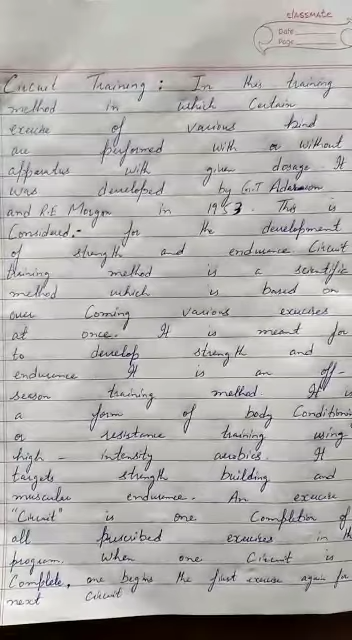 classmate
Date
Page
Circuit Training : In this training
method in which certain
exercise of various kind
are performed with or without
apparatus with given dosage. It
was developed by G.T Adamson
and R.E Morgan in 1953. This is
Considered.- for the development
of strength and endurance Circuit
training method is a scientific
method which is based on
over Coming various exercises
at once. It is meant for
to develop strength and
endurance It is an off-
season training method. It is
a form of body Conditioning
or resistance training using
high - intensity aerobics. It
targets strength building and
muscular endurance. An exercise
"Circuit" is one Completion of
all prescribed exercises in the
program. When one Circuit is
Complete, one begins the first exercise again for
next Circuit